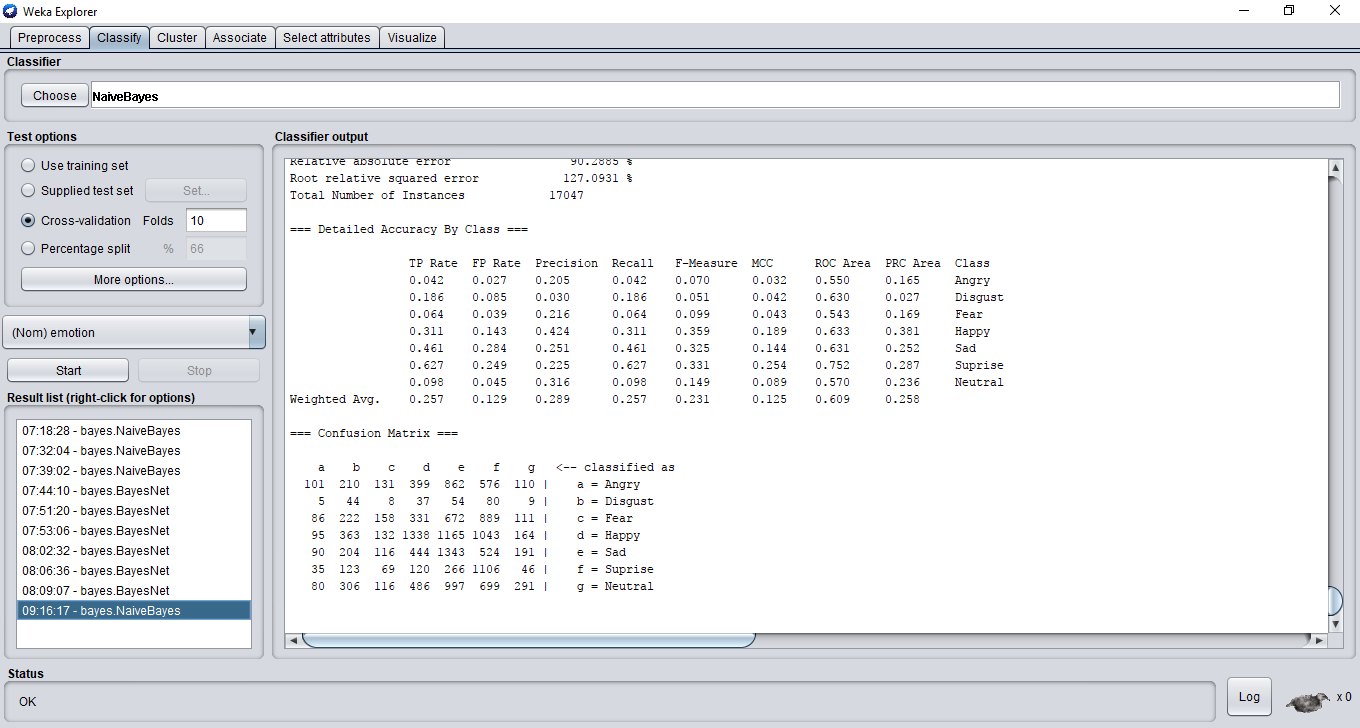 Weka Explorer
Preprocess Classify Cluster Associate Select attributes Visualize
Classifier
Choose NaiveBayes
Test options
Use training set
Supplied test set Set...
Cross-validation Folds 10
Percentage split % 66
More options...
(Nom) emotion
Start Stop
Result list (right-click for options)
07:18:28 - bayes.NaiveBayes
07:32:04 - bayes.NaiveBayes
07:39:02 - bayes.NaiveBayes
07:44:10 - bayes.BayesNet
07:51:20 - bayes.BayesNet
07:53:06 - bayes.BayesNet
08:02:32 - bayes.BayesNet
08:06:36 - bayes.BayesNet
08:09:07 - bayes.BayesNet
09:16:17 - bayes.NaiveBayes
Classifier output
Relative absolute error 90.2885 %
Root relative squared error 127.0931 %
Total Number of Instances 17047
=== Detailed Accuracy By Class ===
TP Rate FP Rate Precision Recall F-Measure MCC ROC Area PRC Area Class
0.042 0.027 0.205 0.042 0.070 0.032 0.550 0.165 Angry
0.186 0.085 0.030 0.186 0.051 0.042 0.630 0.027 Disgust
0.064 0.039 0.216 0.064 0.099 0.043 0.543 0.169 Fear
0.311 0.143 0.424 0.311 0.359 0.189 0.633 0.381 Happy
0.461 0.284 0.251 0.461 0.325 0.144 0.631 0.252 Sad
0.627 0.249 0.225 0.627 0.331 0.254 0.752 0.287 Suprise
0.098 0.045 0.316 0.098 0.149 0.089 0.570 0.236 Neutral
Weighted Avg. 0.257 0.129 0.289 0.257 0.231 0.125 0.609 0.258
=== Confusion Matrix ===
a b c d e f g <-- classified as
101 210 131 399 862 576 110 | a = Angry
5 44 8 37 54 80 9 | b = Disgust
86 222 158 331 672 889 111 | c = Fear
95 363 132 1338 1165 1043 164 | d = Happy
90 204 116 444 1343 524 191 | e = Sad
35 123 69 120 266 1106 46 | f = Suprise
80 306 116 486 997 699 291 | g = Neutral
Status
OK
Log x 0